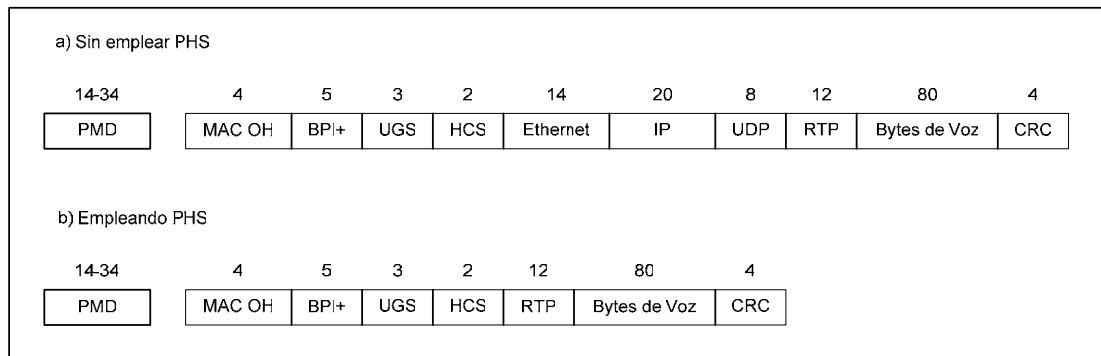 a) Sin emplear PHS
14-34 4 5 3 2 14 20 8 12 80 4
PMD MAC OH BPI+ UGS HCS Ethernet IP UDP RTP Bytes de Voz CRC
b) Empleando PHS
14-34 4 5 3 2 12 80 4
PMD MAC OH BPI+ UGS HCS RTP Bytes de Voz CRC